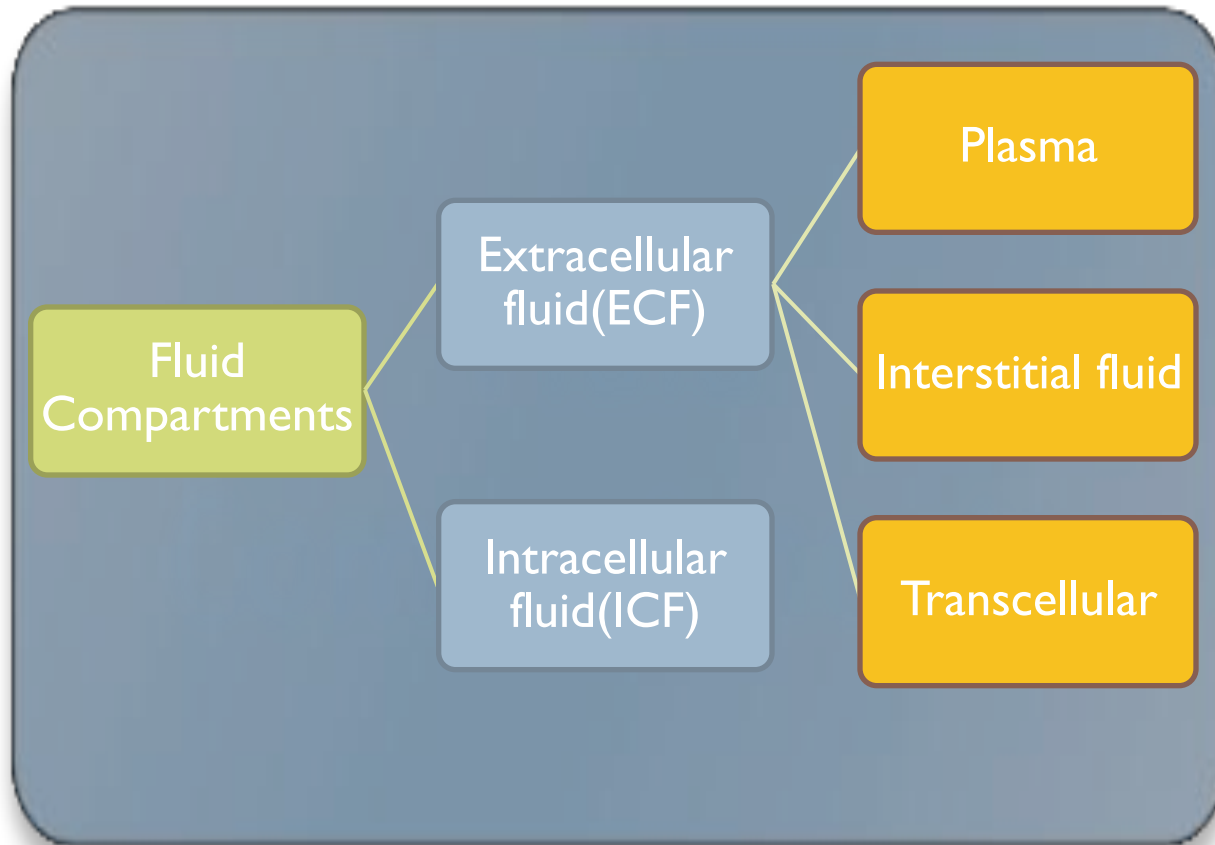 Fluid
Compartments
Extracellular
fluid(ECF)
Intracellular
fluid(ICF)
Plasma
Interstitial fluid
Transcellular